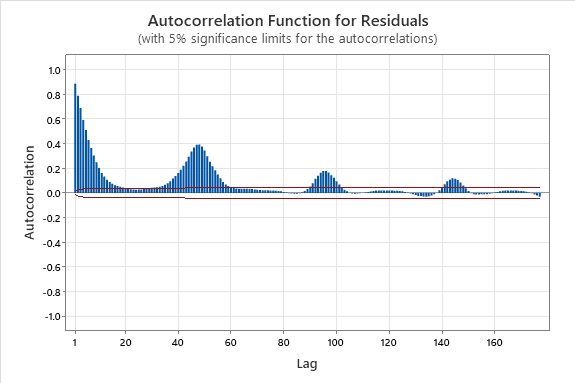 Autocorrelation Function for Residuals
(with 5% significance limits for the autocorrelations)
1.0
0.8
0.6
0.4
0.2
0.0
-0.2
-0.4
-0.6
-0.8
-1.0
Autocorrelation
1 20 40 60 80 100 120 140 160
Lag